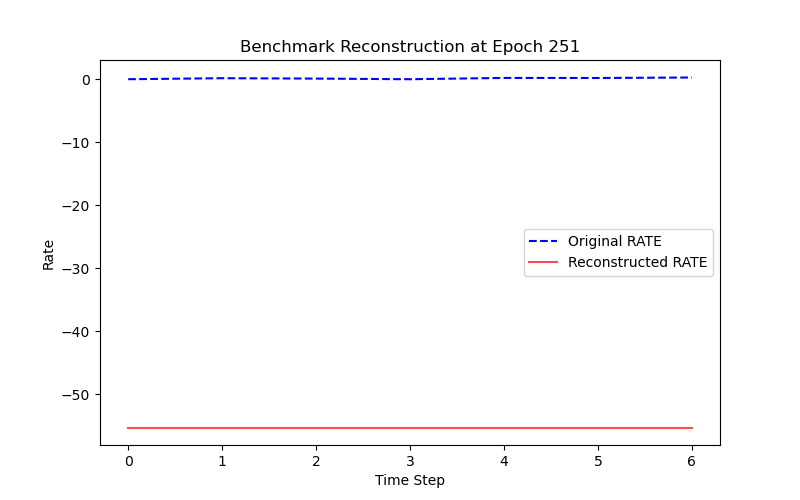 Benchmark Reconstruction at Epoch 251
0
−10
−20
−30
−40
−50
Rate
Original RATE
Reconstructed RATE
0 1 2 3 4 5 6
Time Step